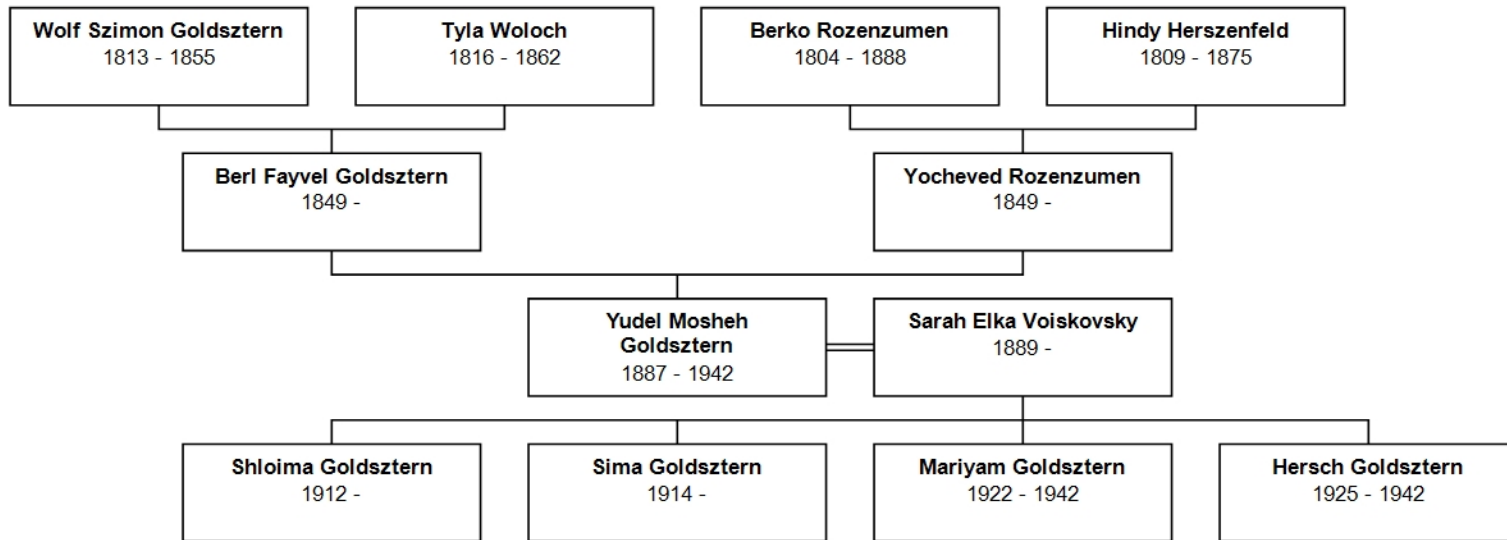 Wolf Szimon Goldsztern
1813 - 1855
Tyla Woloch
1816 - 1862
Berko Rozenzumen
1804 - 1888
Hindy Herszenfeld
1809 - 1875
Berl Fayvel Goldsztern
1849 -
Yocheved Rozenzumen
1849 -
Yudel Mosheh
Goldsztern
1887 - 1942
Sarah Elka Voiskovsky
1889 -
Shloima Goldsztern
1912 -
Sima Goldsztern
1914 -
Mariyam Goldsztern
1922 - 1942
Hersch Goldsztern
1925 - 1942